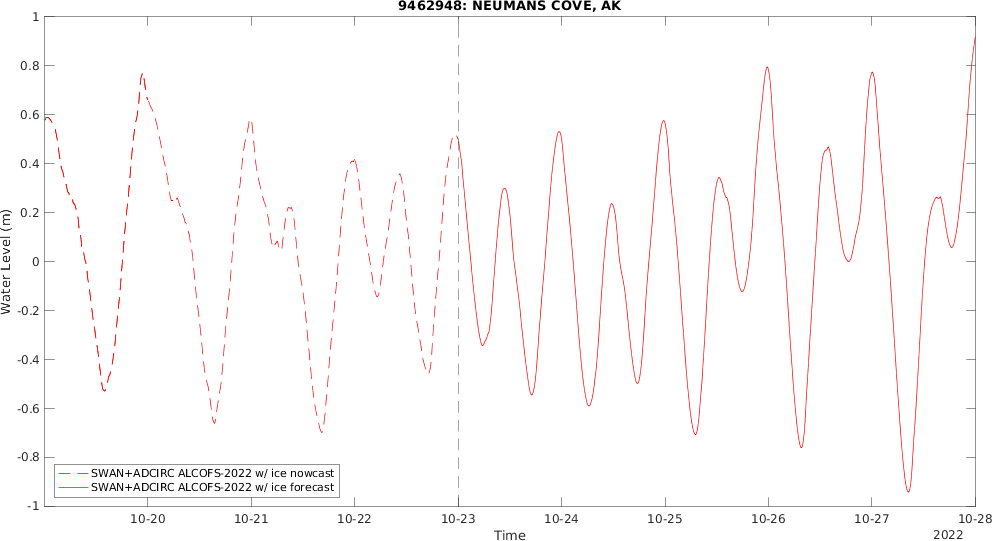 9462948: NEUMANS COVE, AK
1
0.8
0.6
0.4
0.2
0
-0.2
-0.4
-0.6
-0.8
-1
Water Level (m)
SWAN+ADCIRC ALCOFS-2022 w/ ice nowcast
SWAN+ADCIRC ALCOFS-2022 w/ ice forecast
10-20 10-21 10-22 10-23 10-24 10-25 10-26 10-27 10-28
Time
2022